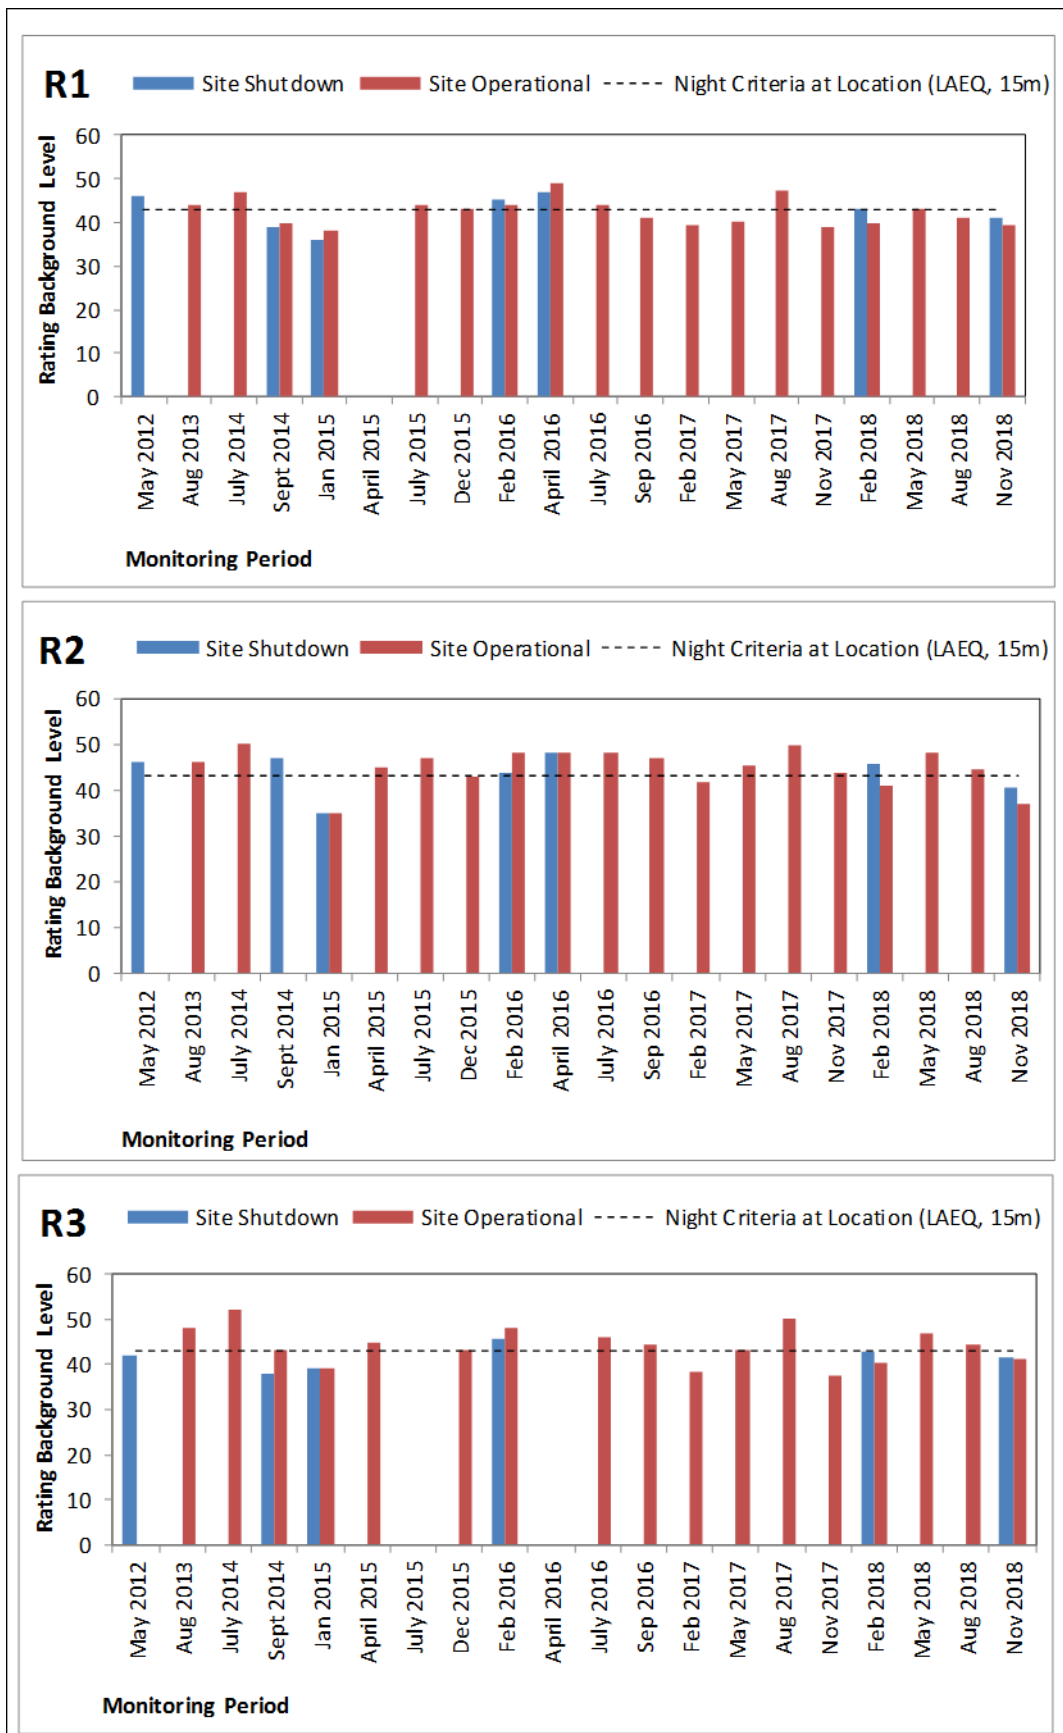 R1 Site Shutdown Site Operational Night Criteria at Location (LAEQ, 15m)
Rating Background Level
60
50
40
30
20
10
0
May 2012
Aug 2013
July 2014
Sept 2014
Jan 2015
April 2015
July 2015
Dec 2015
Feb 2016
April 2016
July 2016
Sep 2016
Feb 2017
May 2017
Aug 2017
Nov 2017
Feb 2018
May 2018
Aug 2018
Nov 2018
Monitoring Period
R2 Site Shutdown Site Operational Night Criteria at Location (LAEQ, 15m)
Rating Background Level
60
50
40
30
20
10
0
May 2012
Aug 2013
July 2014
Sept 2014
Jan 2015
April 2015
July 2015
Dec 2015
Feb 2016
April 2016
July 2016
Sep 2016
Feb 2017
May 2017
Aug 2017
Nov 2017
Feb 2018
May 2018
Aug 2018
Nov 2018
Monitoring Period
R3 Site Shutdown Site Operational Night Criteria at Location (LAEQ, 15m)
Rating Background Level
60
50
40
30
20
10
0
May 2012
Aug 2013
July 2014
Sept 2014
Jan 2015
April 2015
July 2015
Dec 2015
Feb 2016
April 2016
July 2016
Sep 2016
Feb 2017
May 2017
Aug 2017
Nov 2017
Feb 2018
May 2018
Aug 2018
Nov 2018
Monitoring Period